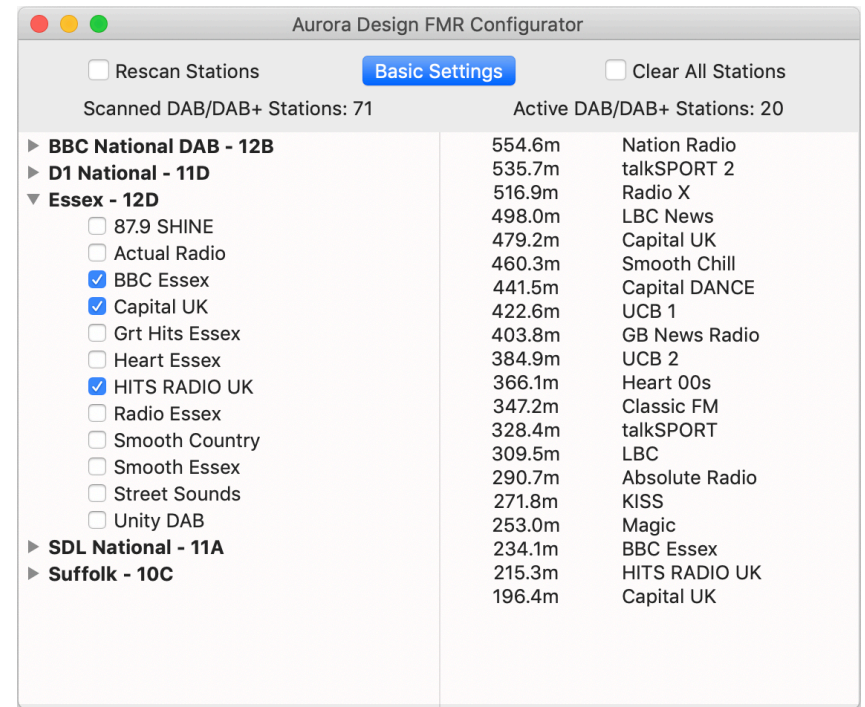 Aurora Design FMR Configurator
Rescan Stations
Basic Settings
Clear All Stations
Scanned DAB/DAB+ Stations: 71
Active DAB/DAB+ Stations: 20
BBC National DAB - 12B
D1 National - 11D
Essex - 12D
87.9 SHINE
Actual Radio
BBC Essex
Capital UK
Grt Hits Essex
Heart Essex
HITS RADIO UK
Radio Essex
Smooth Country
Smooth Essex
Street Sounds
Unity DAB
SDL National - 11A
Suffolk - 10C
554.6m Nation Radio
535.7m talkSPORT 2
516.9m Radio X
498.0m LBC News
479.2m Capital UK
460.3m Smooth Chill
441.5m Capital DANCE
422.6m UCB 1
403.8m GB News Radio
384.9m UCB 2
366.1m Heart 00s
347.2m Classic FM
328.4m talkSPORT
309.5m LBC
290.7m Absolute Radio
271.8m KISS
253.0m Magic
234.1m BBC Essex
215.3m HITS RADIO UK
196.4m Capital UK